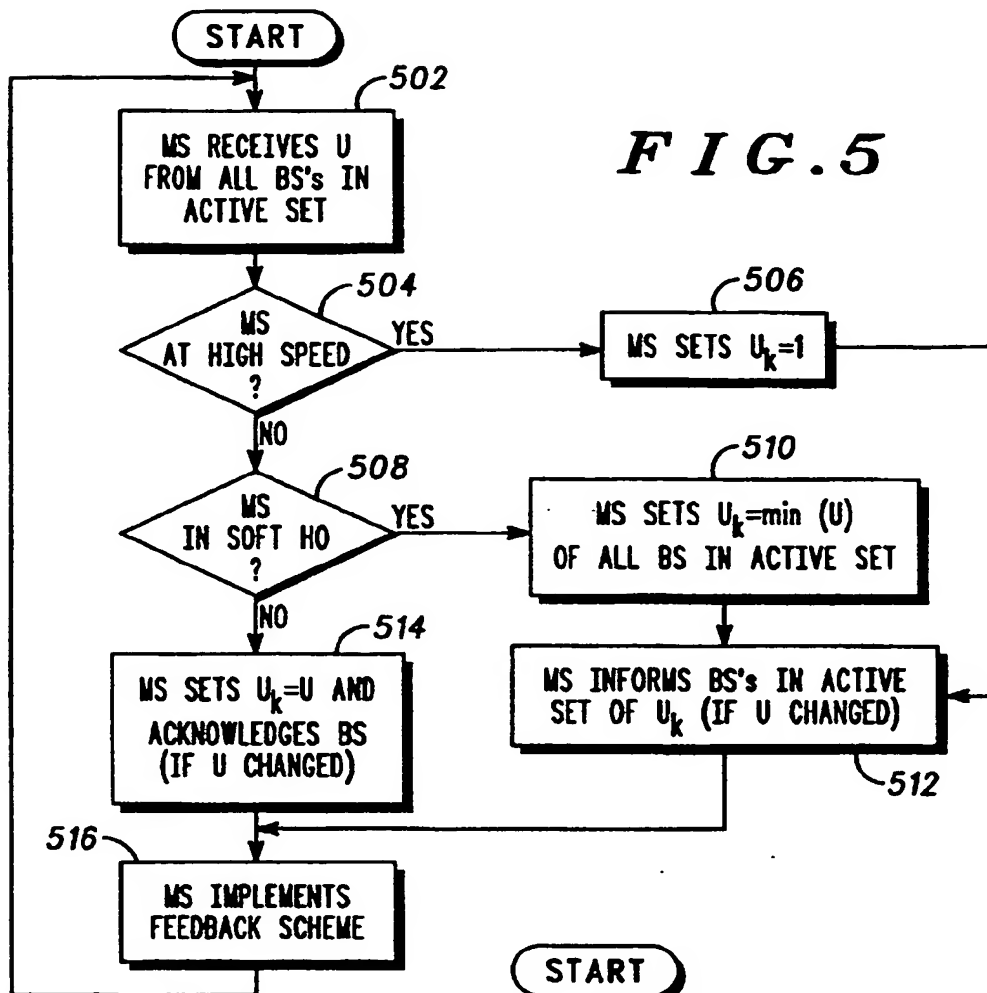 START
502
MS RECEIVES U
FROM ALL BS's IN
ACTIVE SET
FIG.5
504
MS
AT HIGH SPEED
?
YES
506
MS SETS Uk=1
NO
508
MS
IN SOFT HO
?
YES
510
MS SETS Uk=min (U)
OF ALL BS IN ACTIVE SET
NO
514
MS SETS Uk=U AND
ACKNOWLEDGES BS
(IF U CHANGED)
MS INFORMS BS's IN ACTIVE
SET OF Uk (IF U CHANGED)
512
516
MS IMPLEMENTS
FEEDBACK SCHEME
START